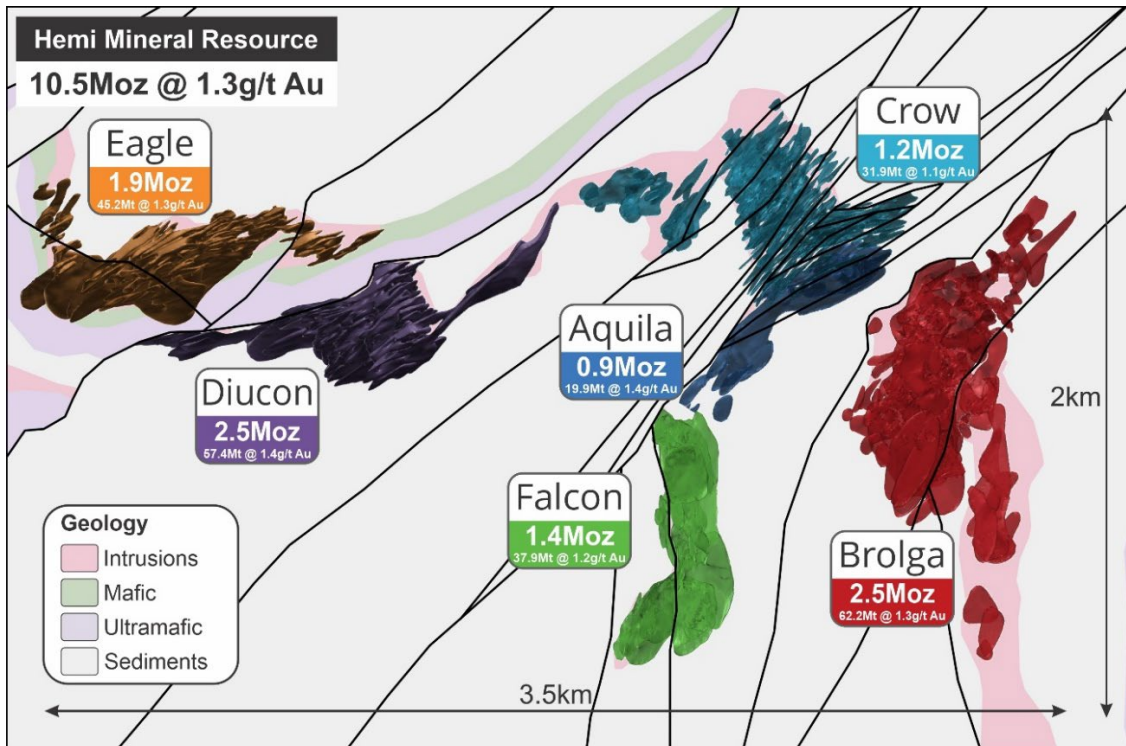 Hemi Mineral Resource
10.5Moz @ 1.3g/t Au
Eagle
1.9Moz
45.2Mt @ 1.3g/t Au
Crow
1.2Moz
31.9Mt @ 1.1g/t Au
Aquila
0.9Moz
19.9Mt @ 1.4g/t Au
Diucon
2.5Moz
57.4Mt @ 1.4g/t Au
2km
Falcon
1.4Moz
37.9Mt @ 1.2g/t Au
Brolga
2.5Moz
62.2Mt @ 1.3g/t Au
Geology
Intrusions
Mafic
Ultramafic
Sediments
3.5km